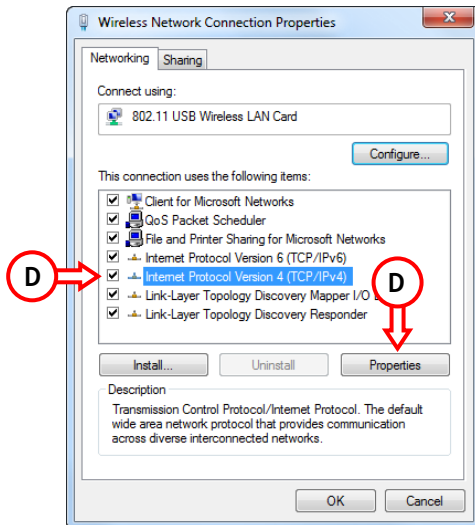 Wireless Network Connection Properties
Networking Sharing
Connect using:
802.11 USB Wireless LAN Card
Configure...
This connection uses the following items:
Client for Microsoft Networks
QoS Packet Scheduler
File and Printer Sharing for Microsoft Networks
Internet Protocol Version 6 (TCP/IPv6)
D Internet Protocol Version 4 (TCP/IPv4) D
Link-Layer Topology Discovery Mapper I/O
Link-Layer Topology Discovery Responder
Install... Uninstall Properties
Description
Transmission Control Protocol/Internet Protocol. The default
wide area network protocol that provides communication
across diverse interconnected networks.
OK Cancel